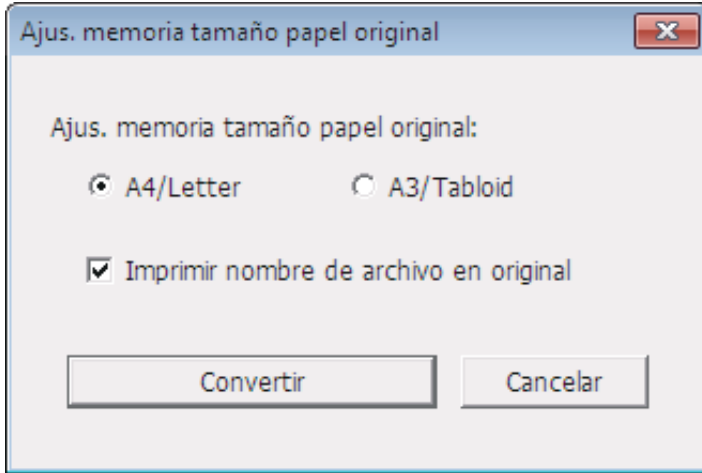 Ajus. memoria tamaño papel original
Ajus. memoria tamaño papel original:
A4/Letter A3/Tabloid
Imprimir nombre de archivo en original
Convertir Cancelar